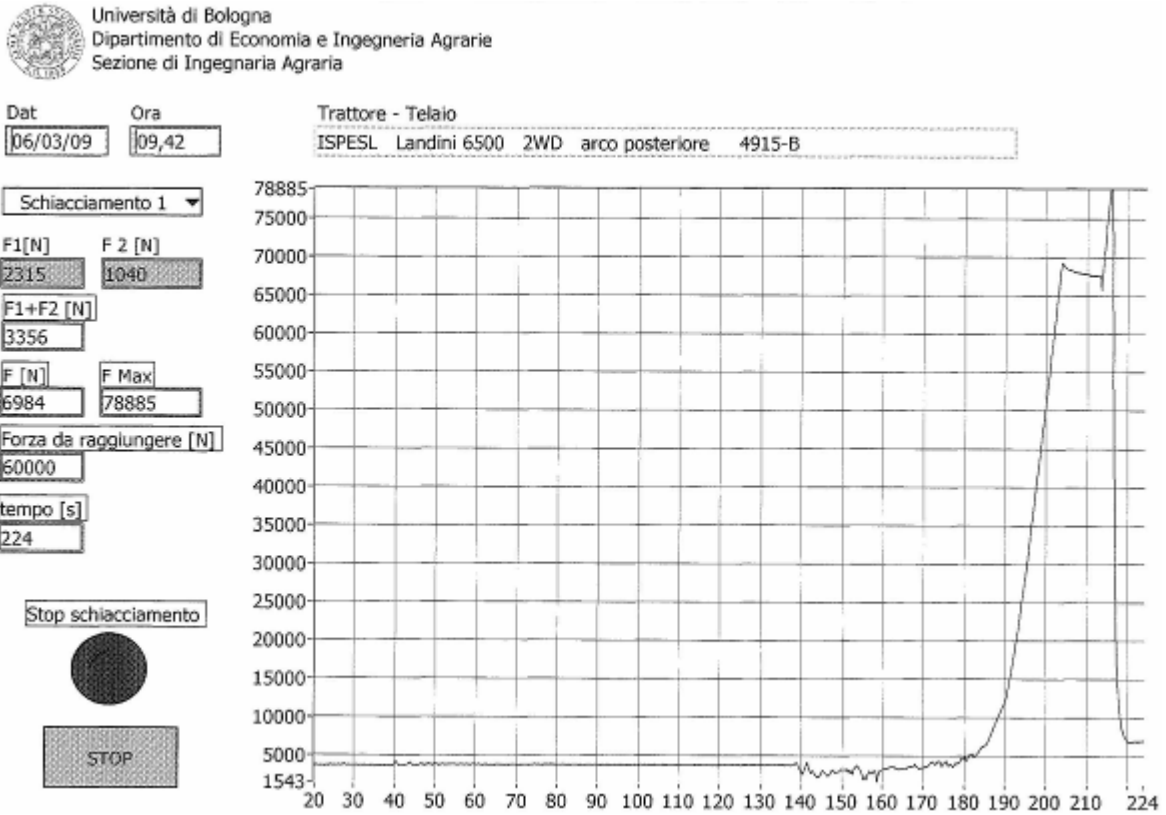 Università di Bologna
Dipartimento di Economia e Ingegneria Agrarie
Sezione di Ingegnaria Agraria
Dat Ora Trattore - Telaio
06/03/09 09,42 ISPESL Landini 6500 2WD arco posteriore 4915-B
Schiacciamento 1
F1[N] F 2 [N]
2315 1040
F1+F2 [N]
3356
F [N] F Max
6984 78885
Forza da raggiungere [N]
60000
tempo [s]
224
Stop schiacciamento
STOP
78885
75000
70000
65000
60000
55000
50000
45000
40000
35000
30000
25000
20000
15000
10000
5000
1543
20 30 40 50 60 70 80 90 100 110 120 130 140 150 160 170 180 190 200 210 224